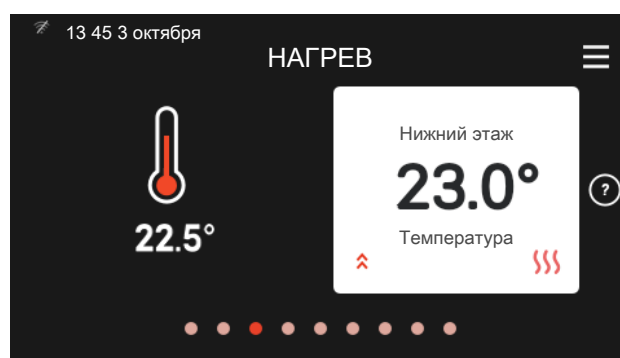 13 45 3 октября
НАГРЕВ
Нижний этаж
23.0°
Температура
22.5°
?